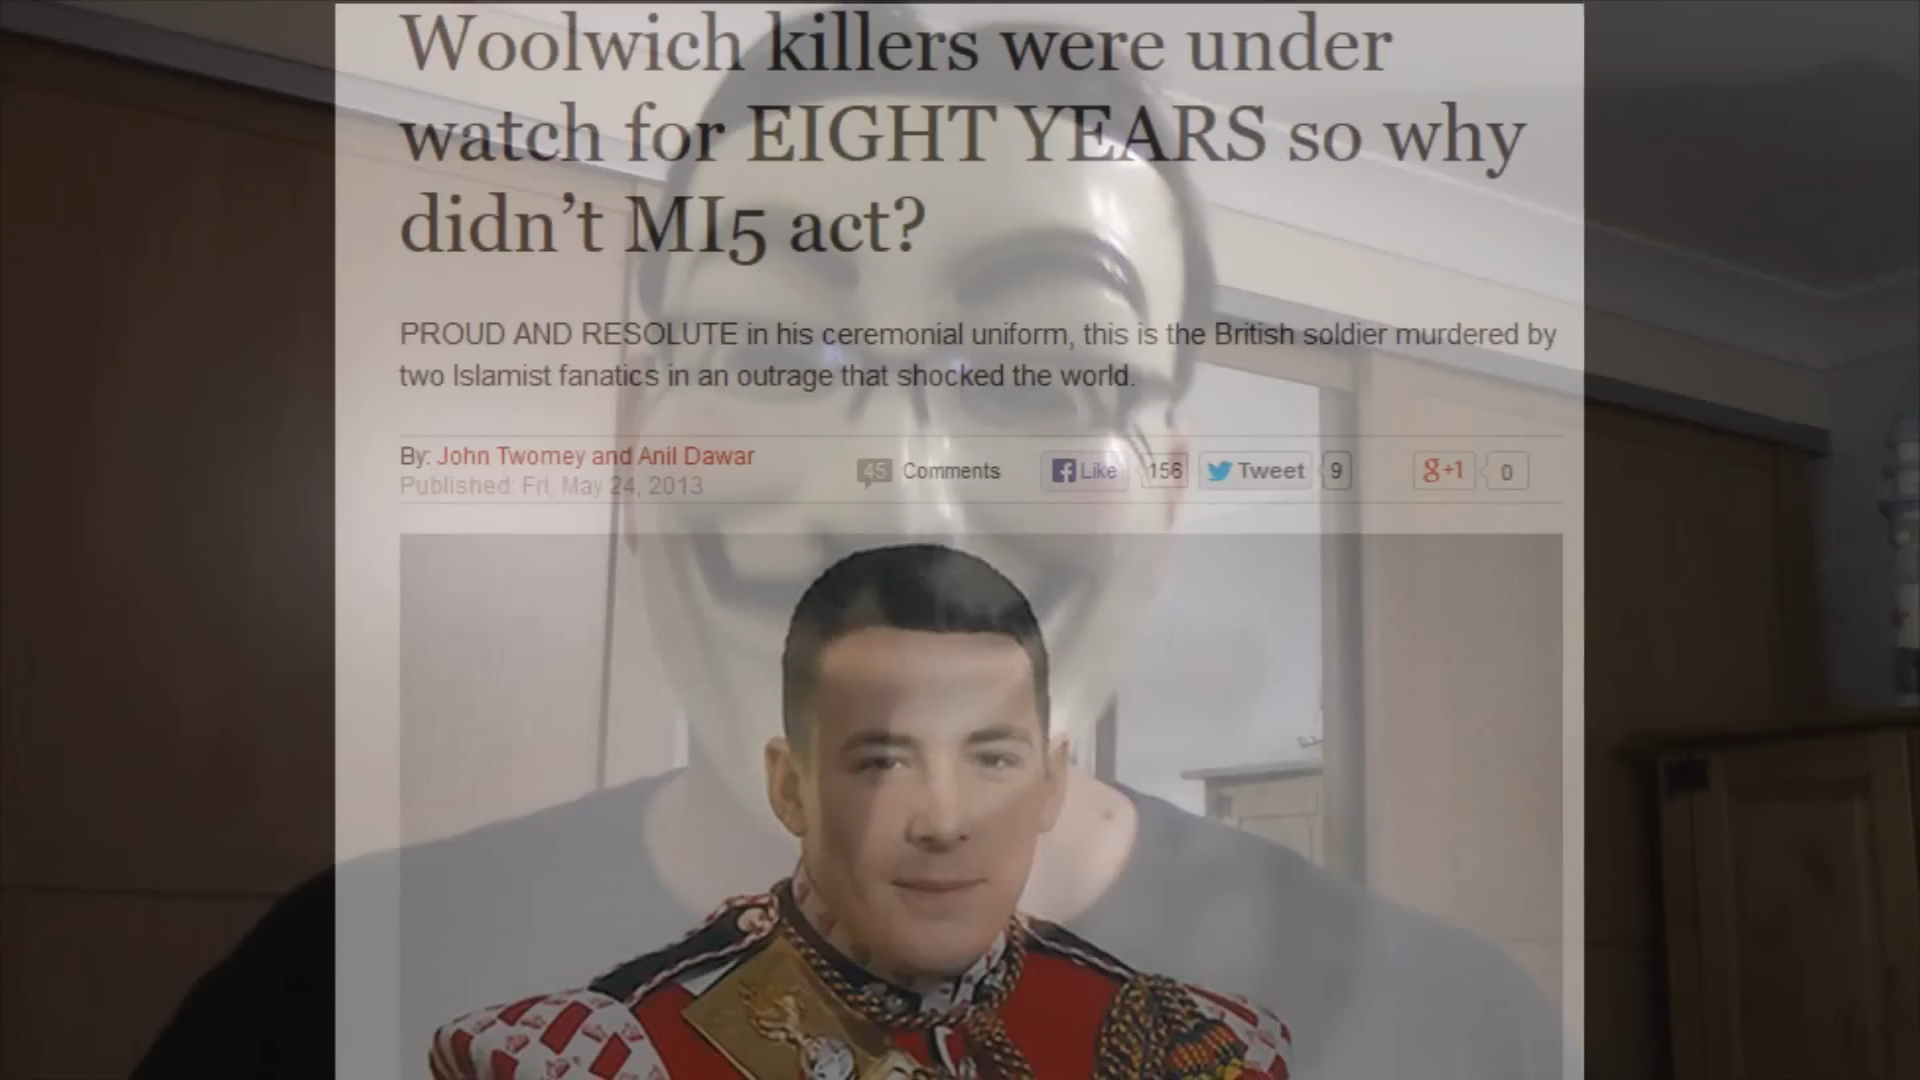 Woolwich killers were under
watch for EIGHT YEARS so why
didn't MI5 act?
PROUD AND RESOLUTE in his ceremonial uniform, this is the British soldier murdered by
two Islamist fanatics in an outrage that shocked the world.
By: John Twomey and Anil Dawar
Published: Fri, May 24, 2013
45 Comments
Like 156
Tweet 9
g+1 0